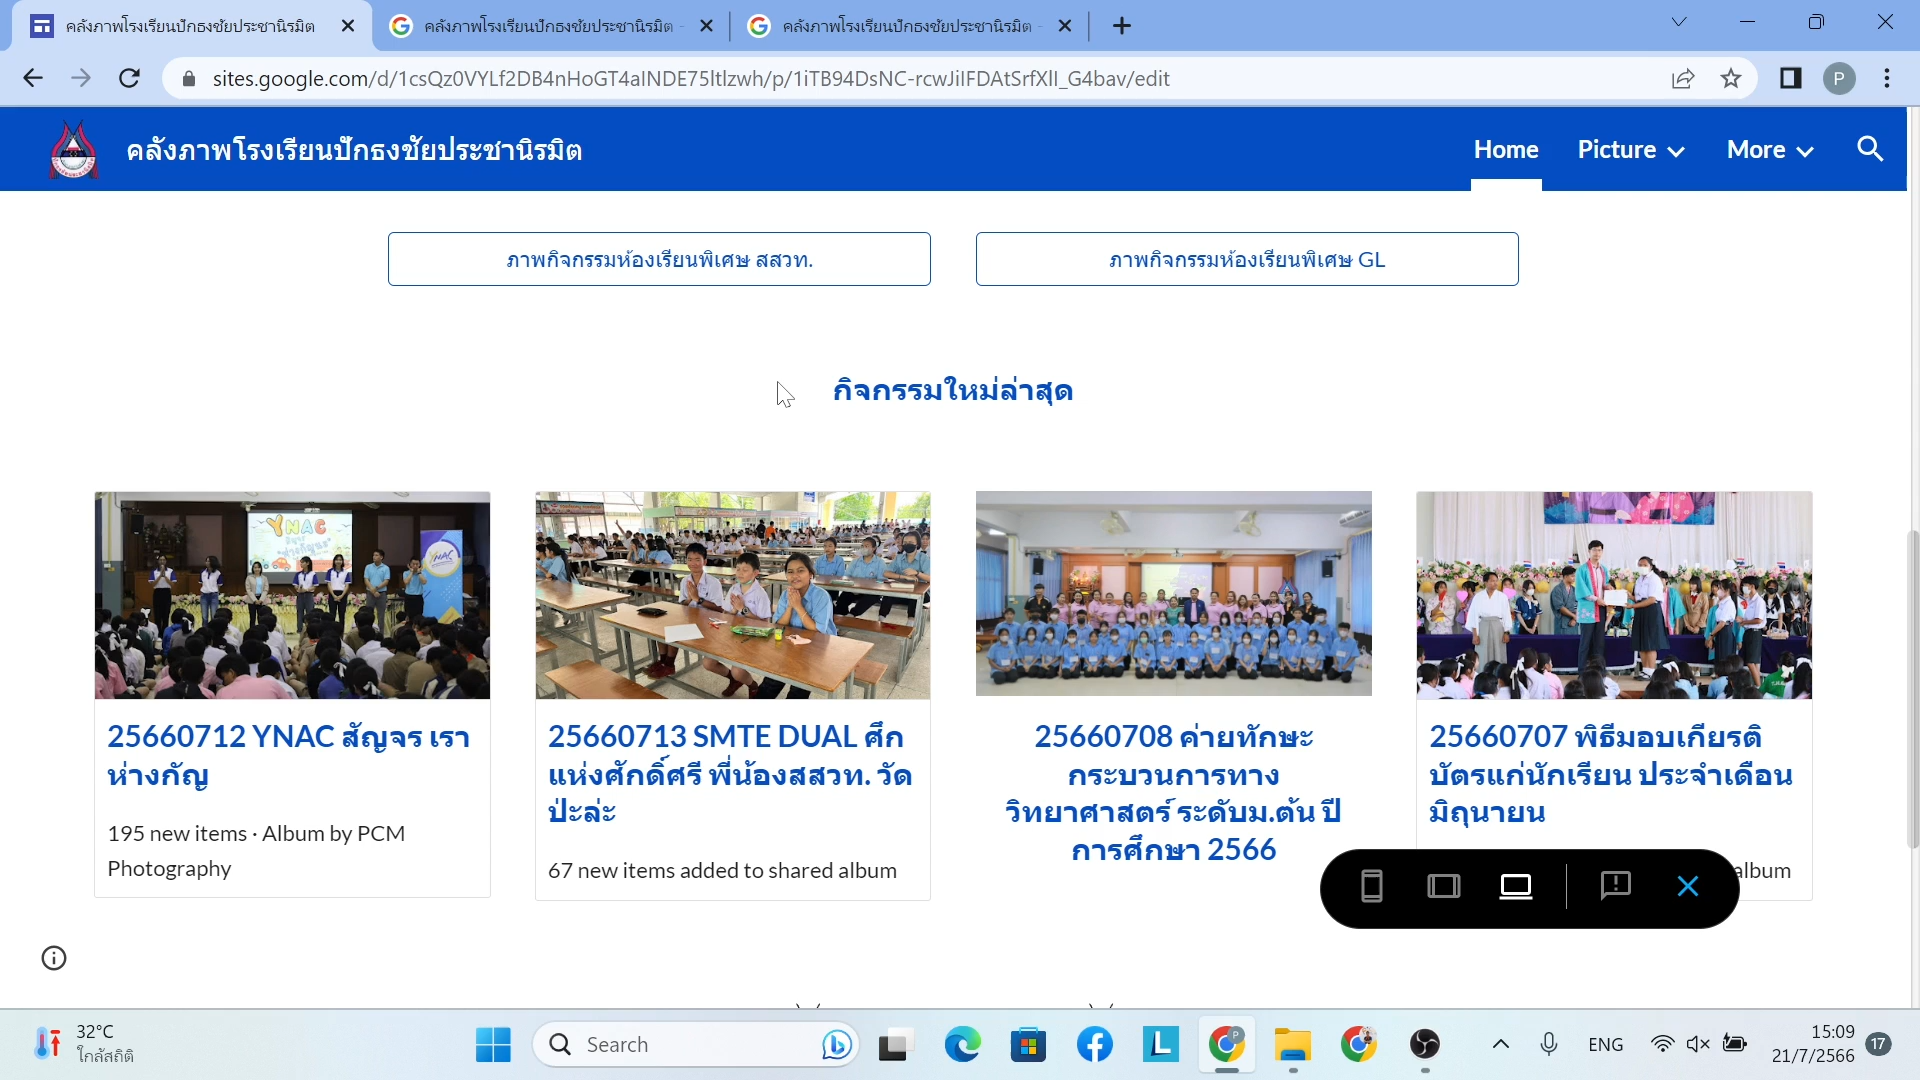 คลังภาพโรงเรียนปักธงชัยประชานิรมิต
คลังภาพโรงเรียนปักธงชัยประชานิรมิต -
คลังภาพโรงเรียนปักธงชัยประชานิรมิต -
sites.google.com/d/1csQz0VYLf2DB4nHoGT4aINDE75ltlzwh/p/1iTB94DsNC-rcwJiIFDAtSrfXlI_G4bav/edit
P
คลังภาพโรงเรียนปักธงชัยประชานิรมิต
Home
Picture
More
ภาพกิจกรรมห้องเรียนพิเศษ สสวท.
ภาพกิจกรรมห้องเรียนพิเศษ GL
กิจกรรมใหม่ล่าสุด
YNAC
25660712 YNAC สัญจร เรา
ห่างกัญ
195 new items · Album by PCM
Photography
25660713 SMTE DUAL ศึก
แห่งศักดิ์ศรี พี่น้องสสวท. วัด
ปะล่ะ
67 new items added to shared album
25660708 ค่ายทักษะ
กระบวนการทาง
วิทยาศาสตร์ ระดับม.ต้น ปี
การศึกษา 2566
25660707 พิธีมอบเกียรติ
บัตรแก่นักเรียน ประจำเดือน
มิถุนายน
album
32°C
ใกล้สถิติ
Search
L
P
ENG
15:09
21/7/2566
17